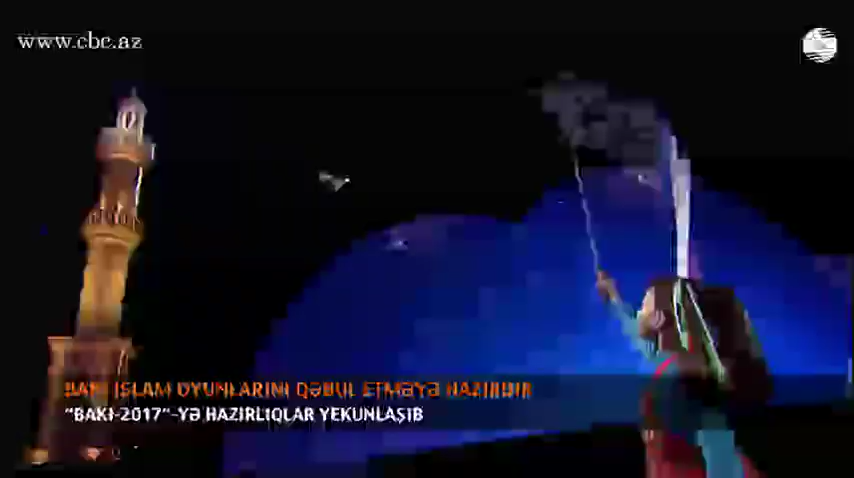 www.cbc.az
BAKI İSLAM OYUNLARINI QƏBUL ETMƏYƏ HAZIRDIR
"BAKI-2017"-YƏ HAZIRLIQLAR YEKUNLAŞIB